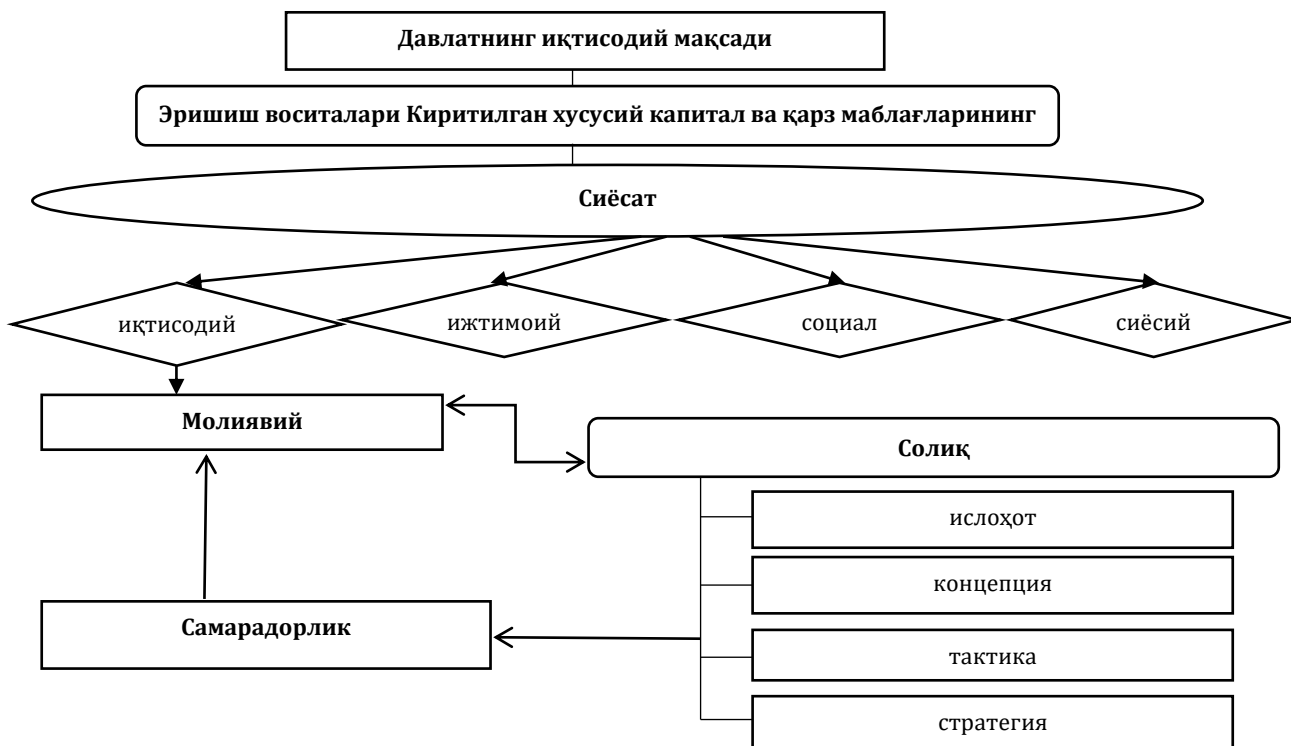 Давлатнинг иқтисодий мақсади
Эришиш воситалари Киритилган хусусий капитал ва қарз маблағларининг
Сиёсат
иқтисодий
ижтимоий
социал
сиёсий
Молиявий
Солиқ
ислоҳот
концепция
Самарадорлик
тактика
стратегия